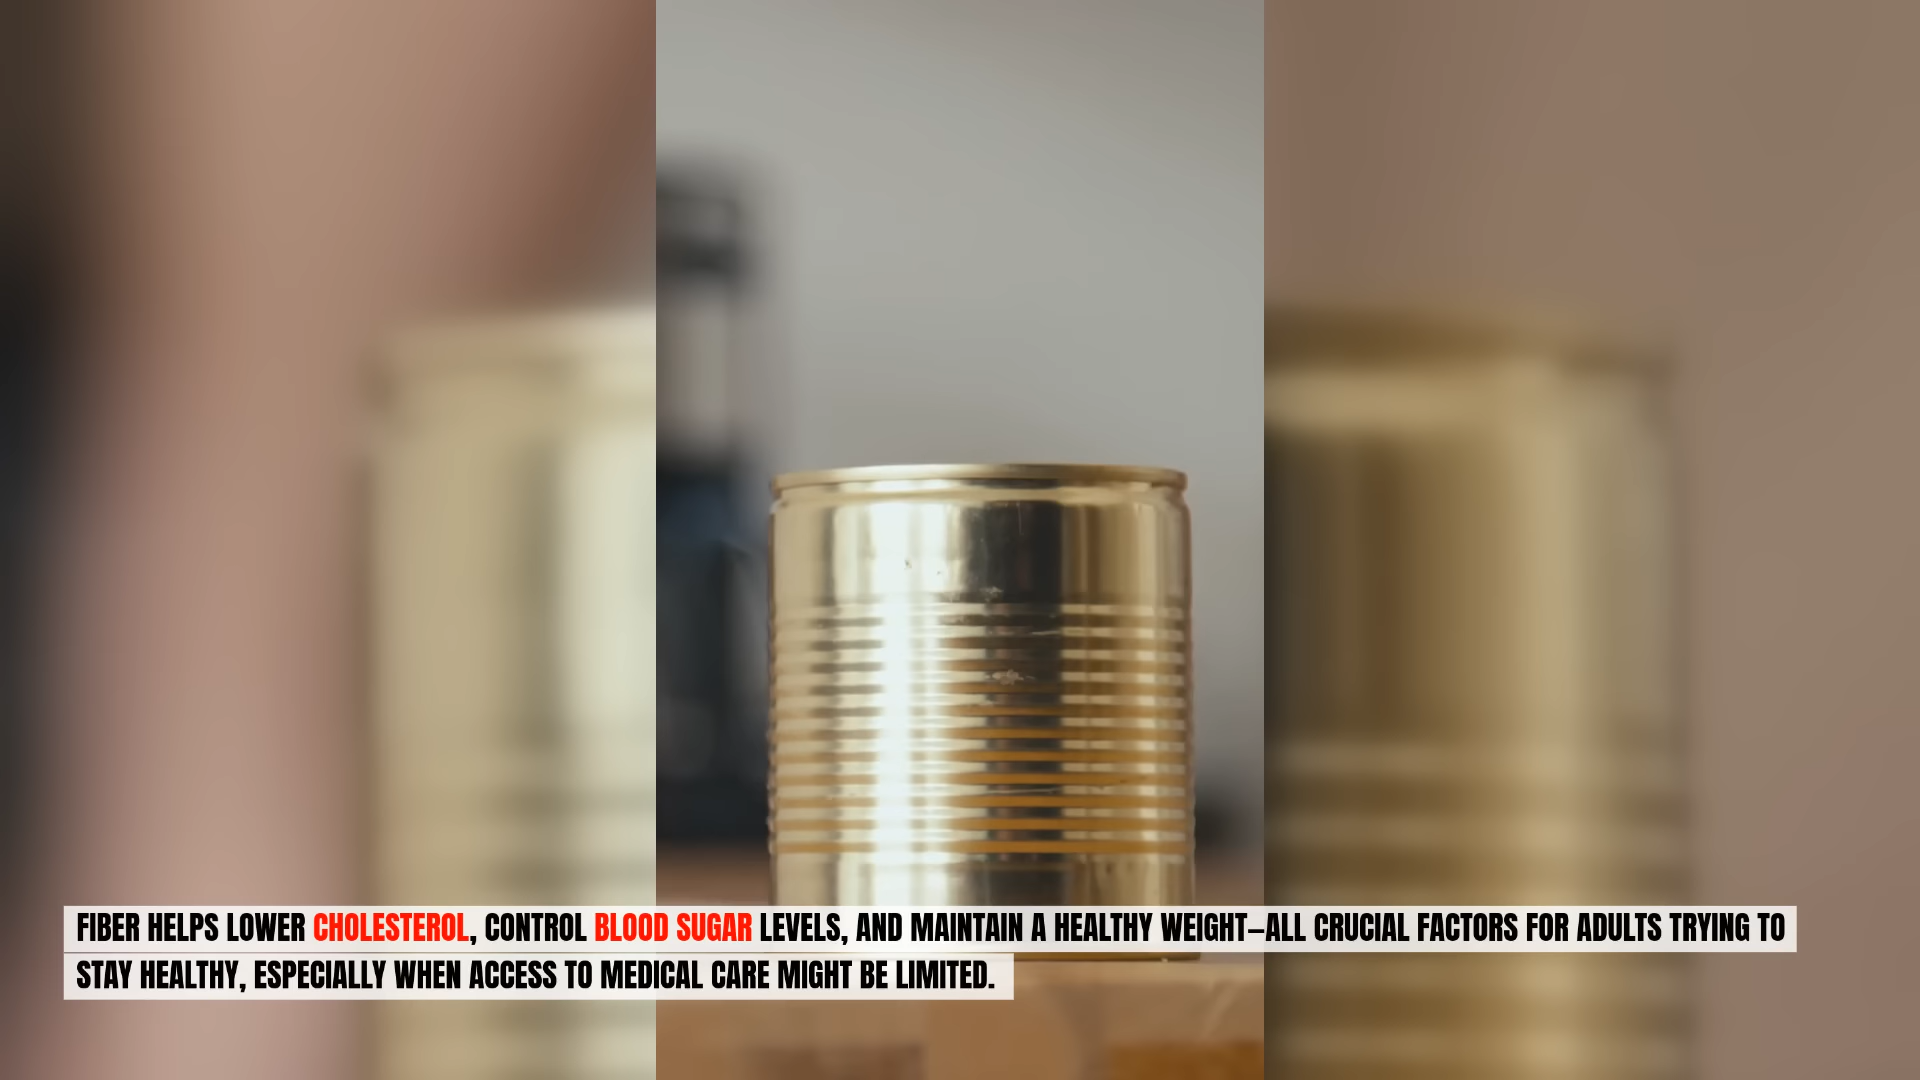 FIBER HELPS LOWER CHOLESTEROL, CONTROL BLOOD SUGAR LEVELS, AND MAINTAIN A HEALTHY WEIGHT—ALL CRUCIAL FACTORS FOR ADULTS TRYING TO
STAY HEALTHY, ESPECIALLY WHEN ACCESS TO MEDICAL CARE MIGHT BE LIMITED.